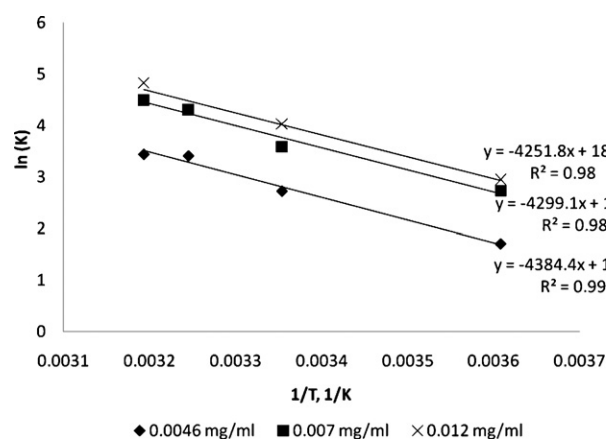 6
5
4
3
2
1
0
ln (K)
y = -4251.8x + 18
R² = 0.98
y = -4299.1x + 1
R² = 0.98
y = -4384.4x + 1
R² = 0.99
0.0031 0.0032 0.0033 0.0034 0.0035 0.0036 0.0037
1/T, 1/K
0.0046 mg/ml 0.007 mg/ml 0.012 mg/ml